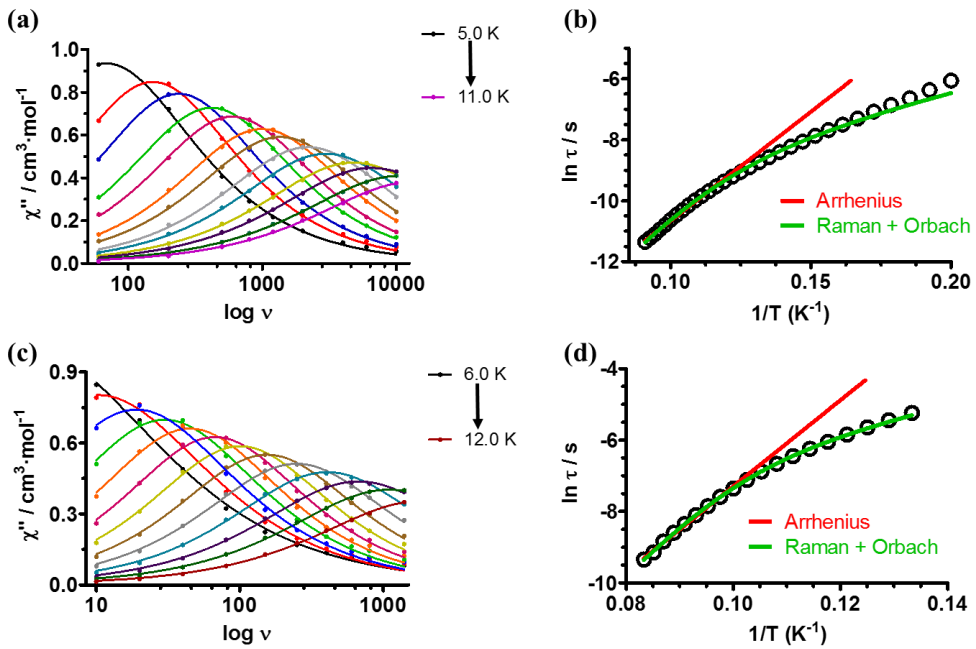 (a)
χ'' / cm³·mol⁻¹
1.0
0.8
0.6
0.4
0.2
0.0
100
1000
10000
log ν
5.0 K
11.0 K
(b)
ln τ / s
-6
-8
-10
-12
0.10
0.15
0.20
1/T (K⁻¹)
Arrhenius
Raman + Orbach
(c)
χ'' / cm³·mol⁻¹
0.9
0.6
0.3
0.0
10
100
1000
log ν
6.0 K
12.0 K
(d)
ln τ / s
-4
-6
-8
-10
0.08
0.10
0.12
0.14
1/T (K⁻¹)
Arrhenius
Raman + Orbach